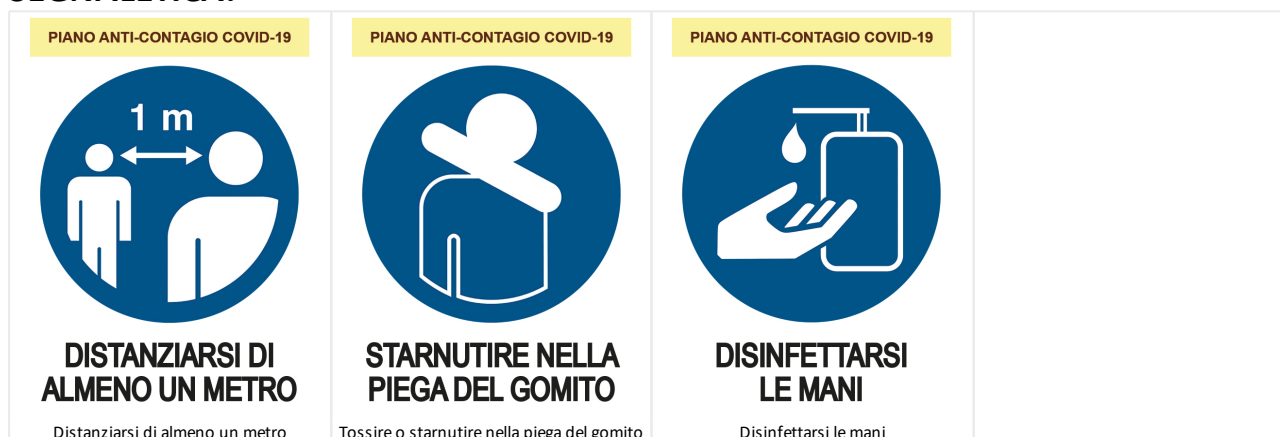 PIANO ANTI-CONTAGIO COVID-19
1 m
DISTANZIARSI DI
ALMENO UN METRO
Distanziarsi di almeno un metro
PIANO ANTI-CONTAGIO COVID-19
STARNUTIRE NELLA
PIEGA DEL GOMITO
Tossire o starnutire nella piega del gomito
PIANO ANTI-CONTAGIO COVID-19
DISINFETTARSI
LE MANI
Disinfettarsi le mani